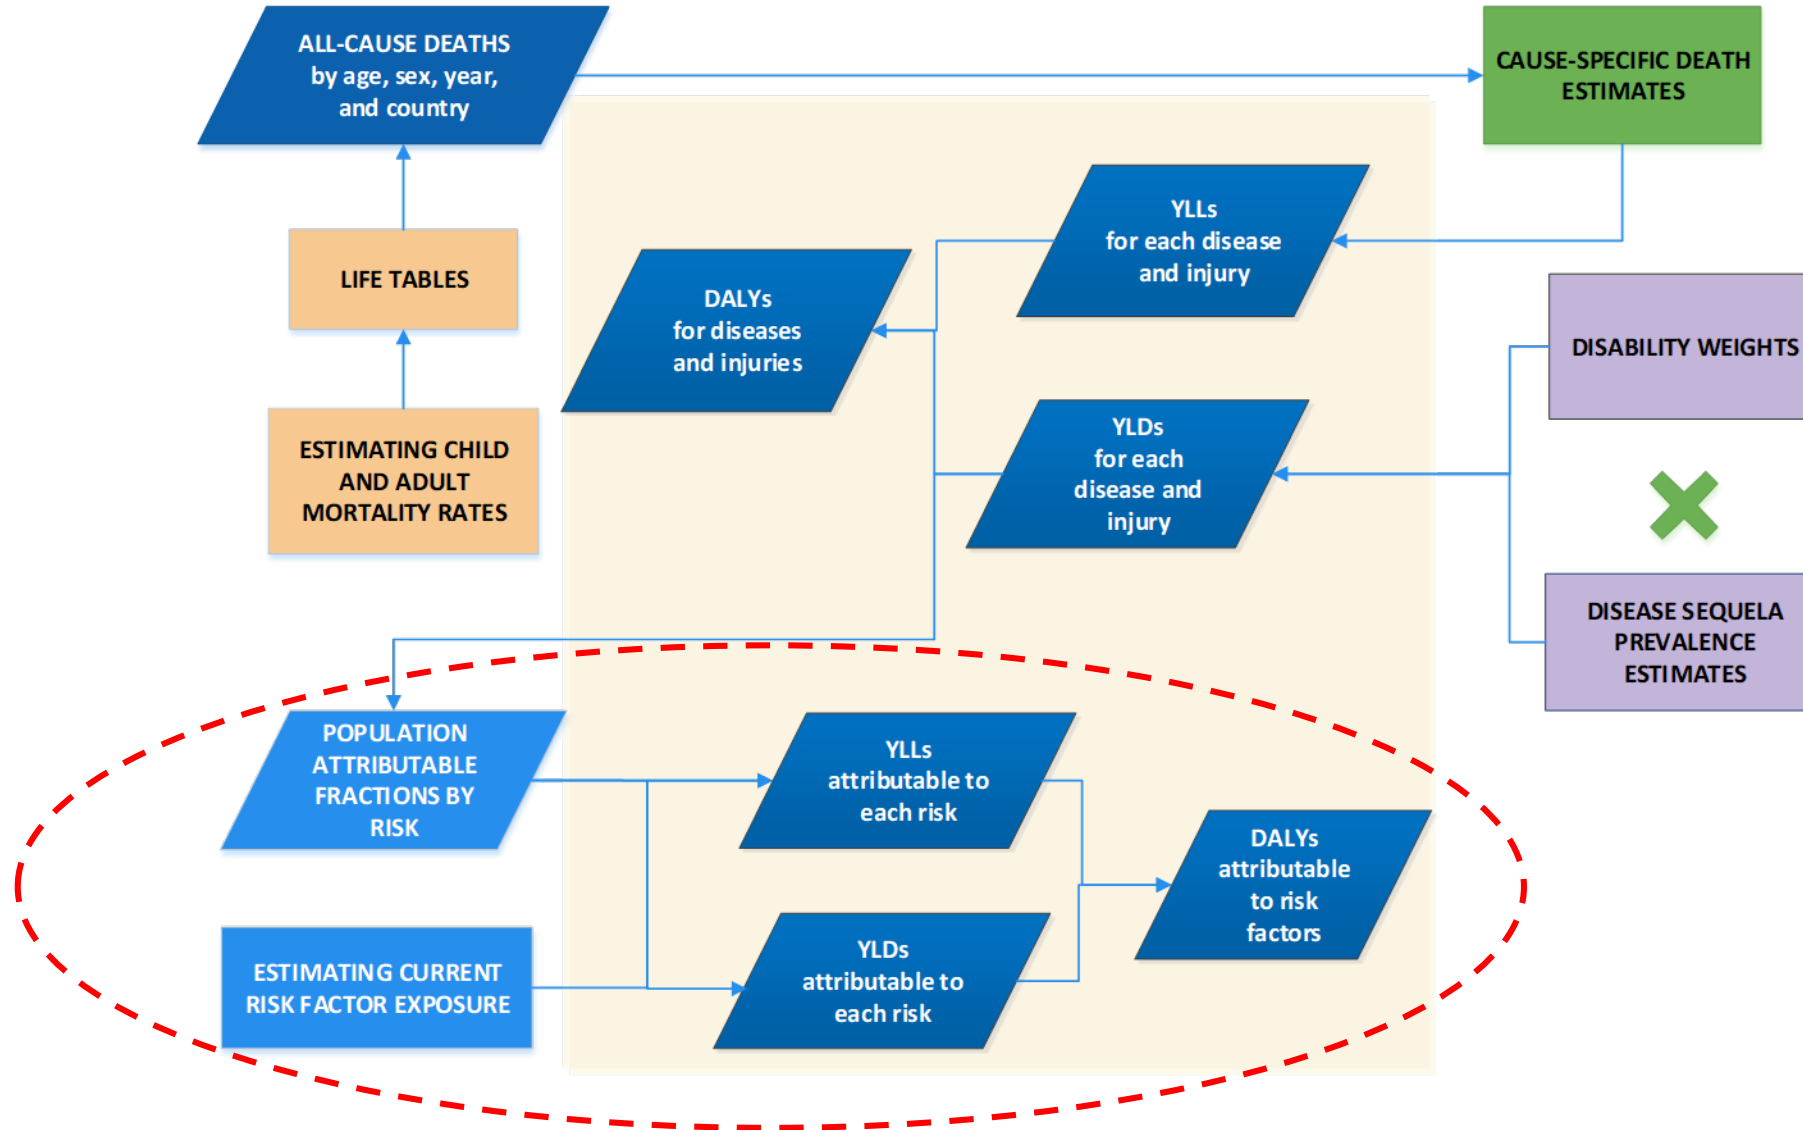 ALL-CAUSE DEATHS
by age, sex, year,
and country
CAUSE-SPECIFIC DEATH
ESTIMATES
YLLs
for each disease
and injury
LIFE TABLES
DALYs
for diseases
and injuries
DISABILITY WEIGHTS
ESTIMATING CHILD
AND ADULT
MORTALITY RATES
YLDs
for each
disease and
injury
DISEASE SEQUELA
PREVALENCE
ESTIMATES
POPULATION
ATTRIBUTABLE
FRACTIONS BY
RISK
YLLs
attributable to
each risk
DALYs
attributable
to risk
factors
ESTIMATING CURRENT
RISK FACTOR EXPOSURE
YLDs
attributable to
each risk